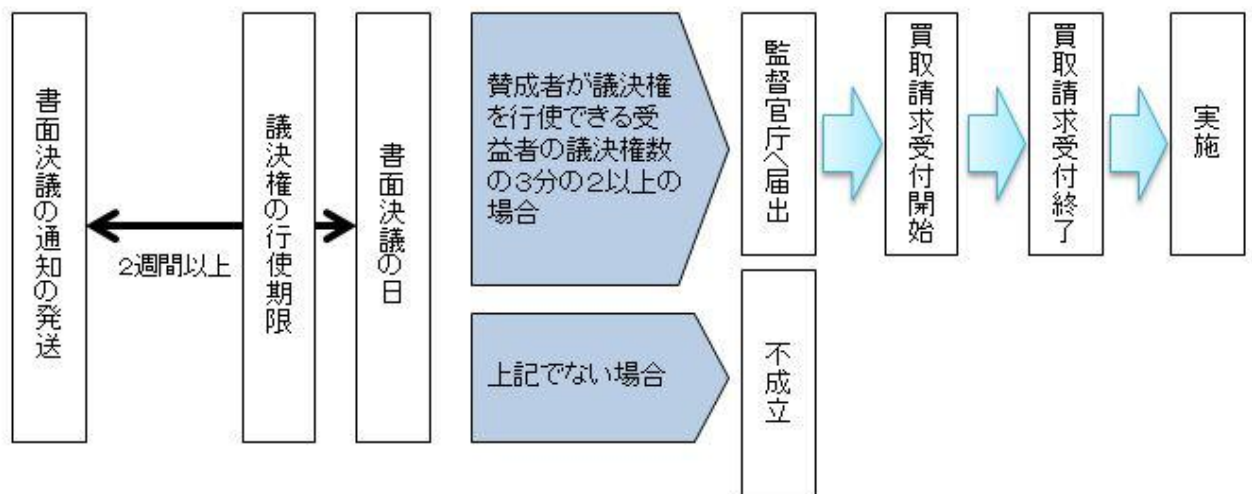 書面決議の通知の発送
2週間以上
議決権の行使期限
書面決議の日
賛成者が議決権
を行使できる受
益者の議決権数
の3分の2以上の
場合
監督官庁へ届出
買取請求受付開始
買取請求受付終了
実施
上記でない場合
不成立